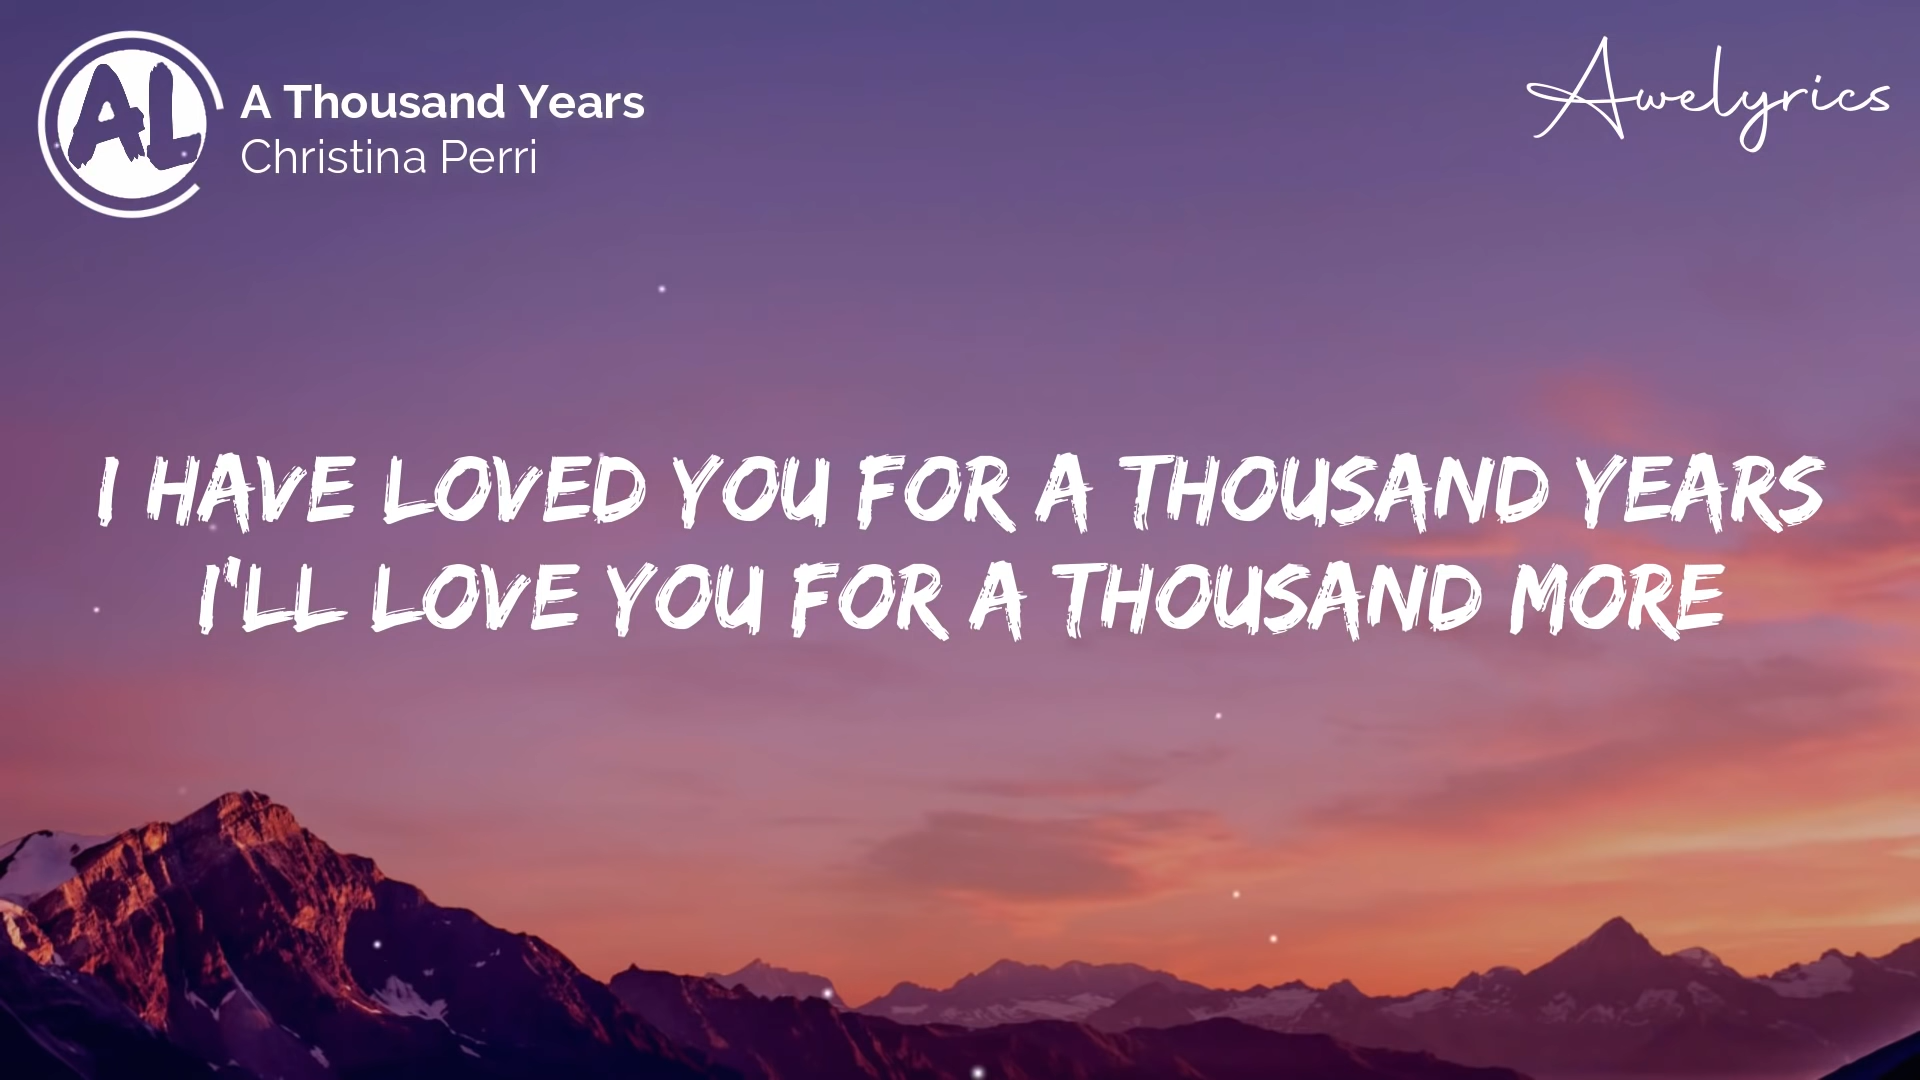 AL
A Thousand Years
Christina Perri
Awelyrics
I HAVE LOVED YOU FOR A THOUSAND YEARS
I'LL LOVE YOU FOR A THOUSAND MORE